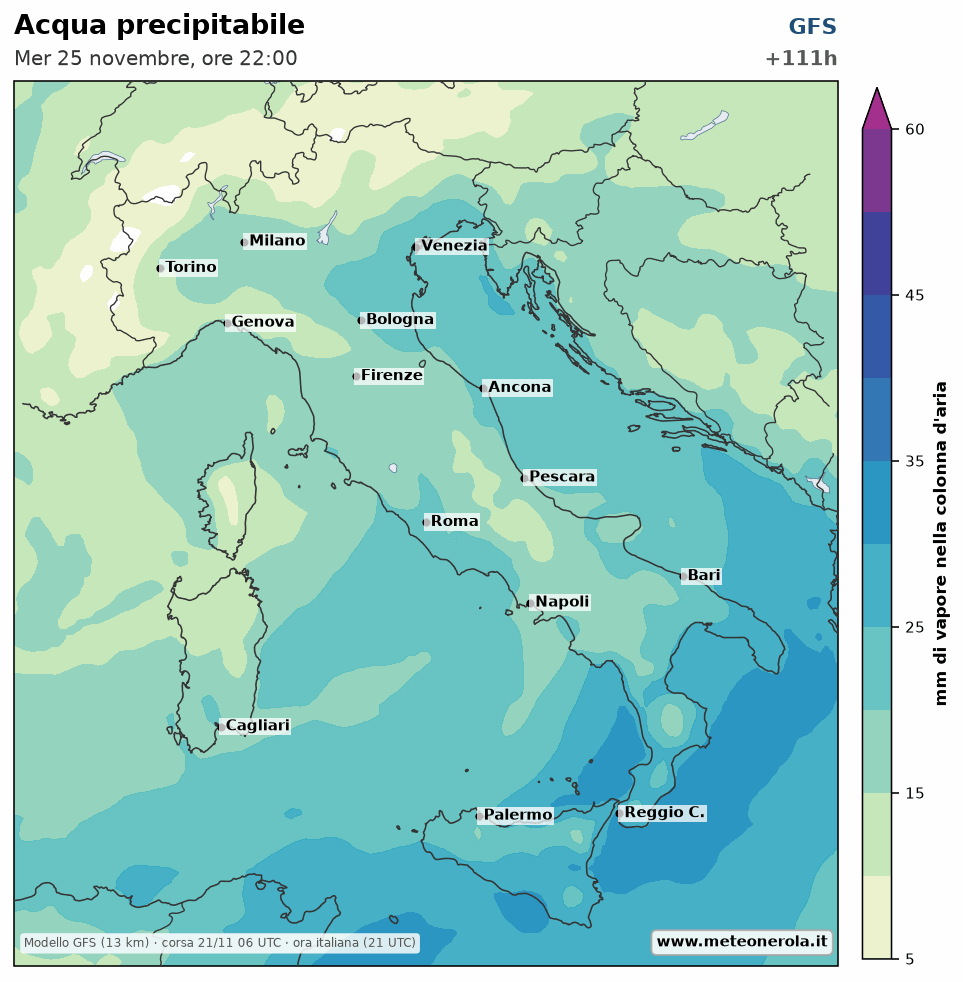 Acqua precipitabile
GFS
Mer 25 novembre, ore 22:00
+111h
60
Milano
Venezia
Torino
45
Genova
Bologna
Firenze
Ancona
35
Pescara
Roma
Bari
Napoli
25
Cagliari
15
Palermo
Reggio C.
mm di vapore nella colonna d'aria
Modello GFS (13 km) · corsa 21/11 06 UTC · ora italiana (21 UTC)
www.meteonerola.it
5